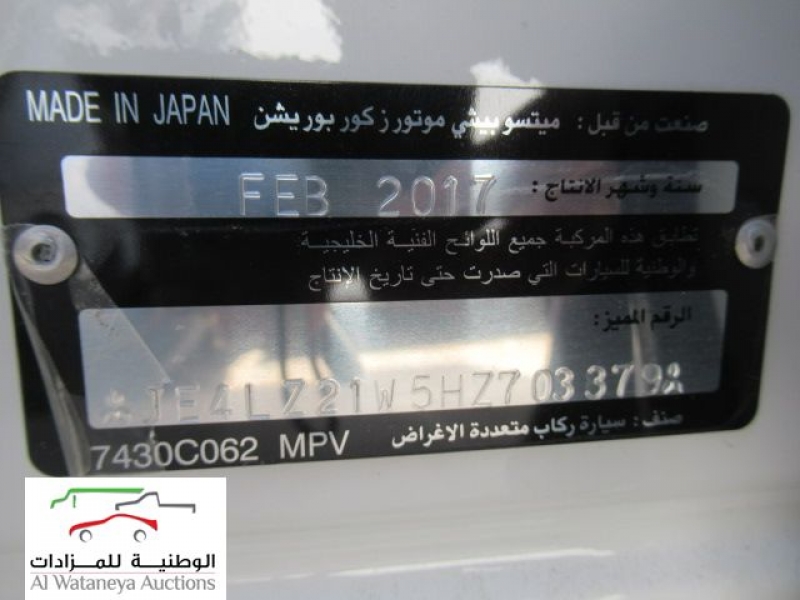 MADE IN JAPAN صنعت من قبل: ميتسوبيشي موتورز كوربوريشن
سنة وشهر الانتاج: FEB 2017
تطابق هذه المركبة جميع اللوائح الفنية الخليجية
والوطنية للسيارات التي صدرت حتى تاريخ الإنتاج
الرقم المميز:
JE4LZ21W5HZ703379
صنف: سيارة ركاب متعددة الاغراض
7430C062 MPV
الوطنية للمزادات
Al Wataneya Auctions